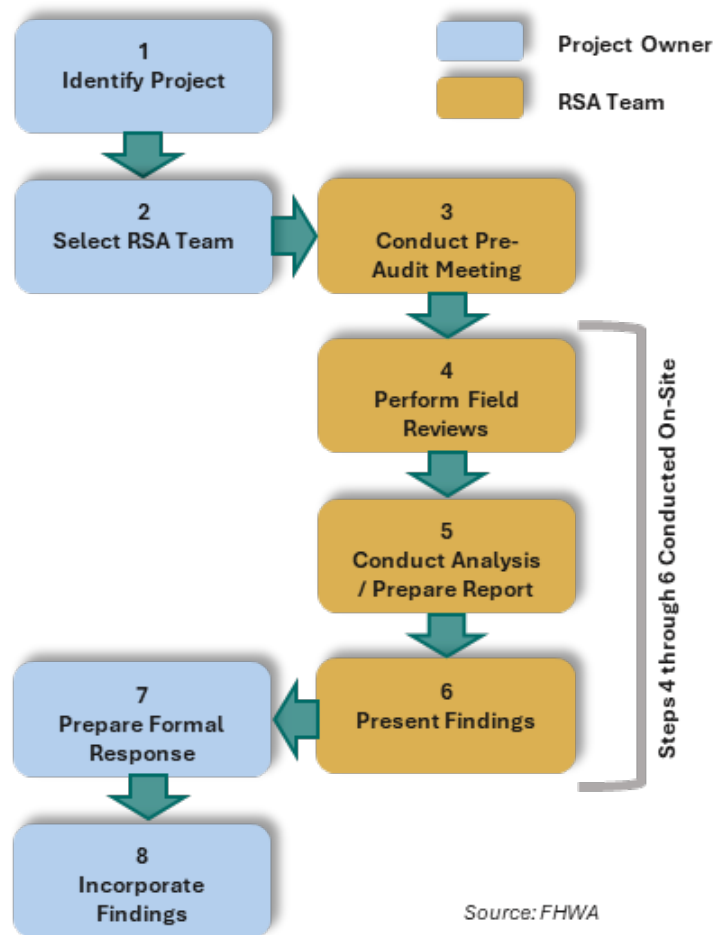 1
Identify Project
Project Owner
RSA Team
2
Select RSA Team
3
Conduct Pre-
Audit Meeting
4
Perform Field
Reviews
5
Conduct Analysis
/ Prepare Report
6
Present Findings
Steps 4 through 6 Conducted On-Site
7
Prepare Formal
Response
8
Incorporate
Findings
Source: FHWA